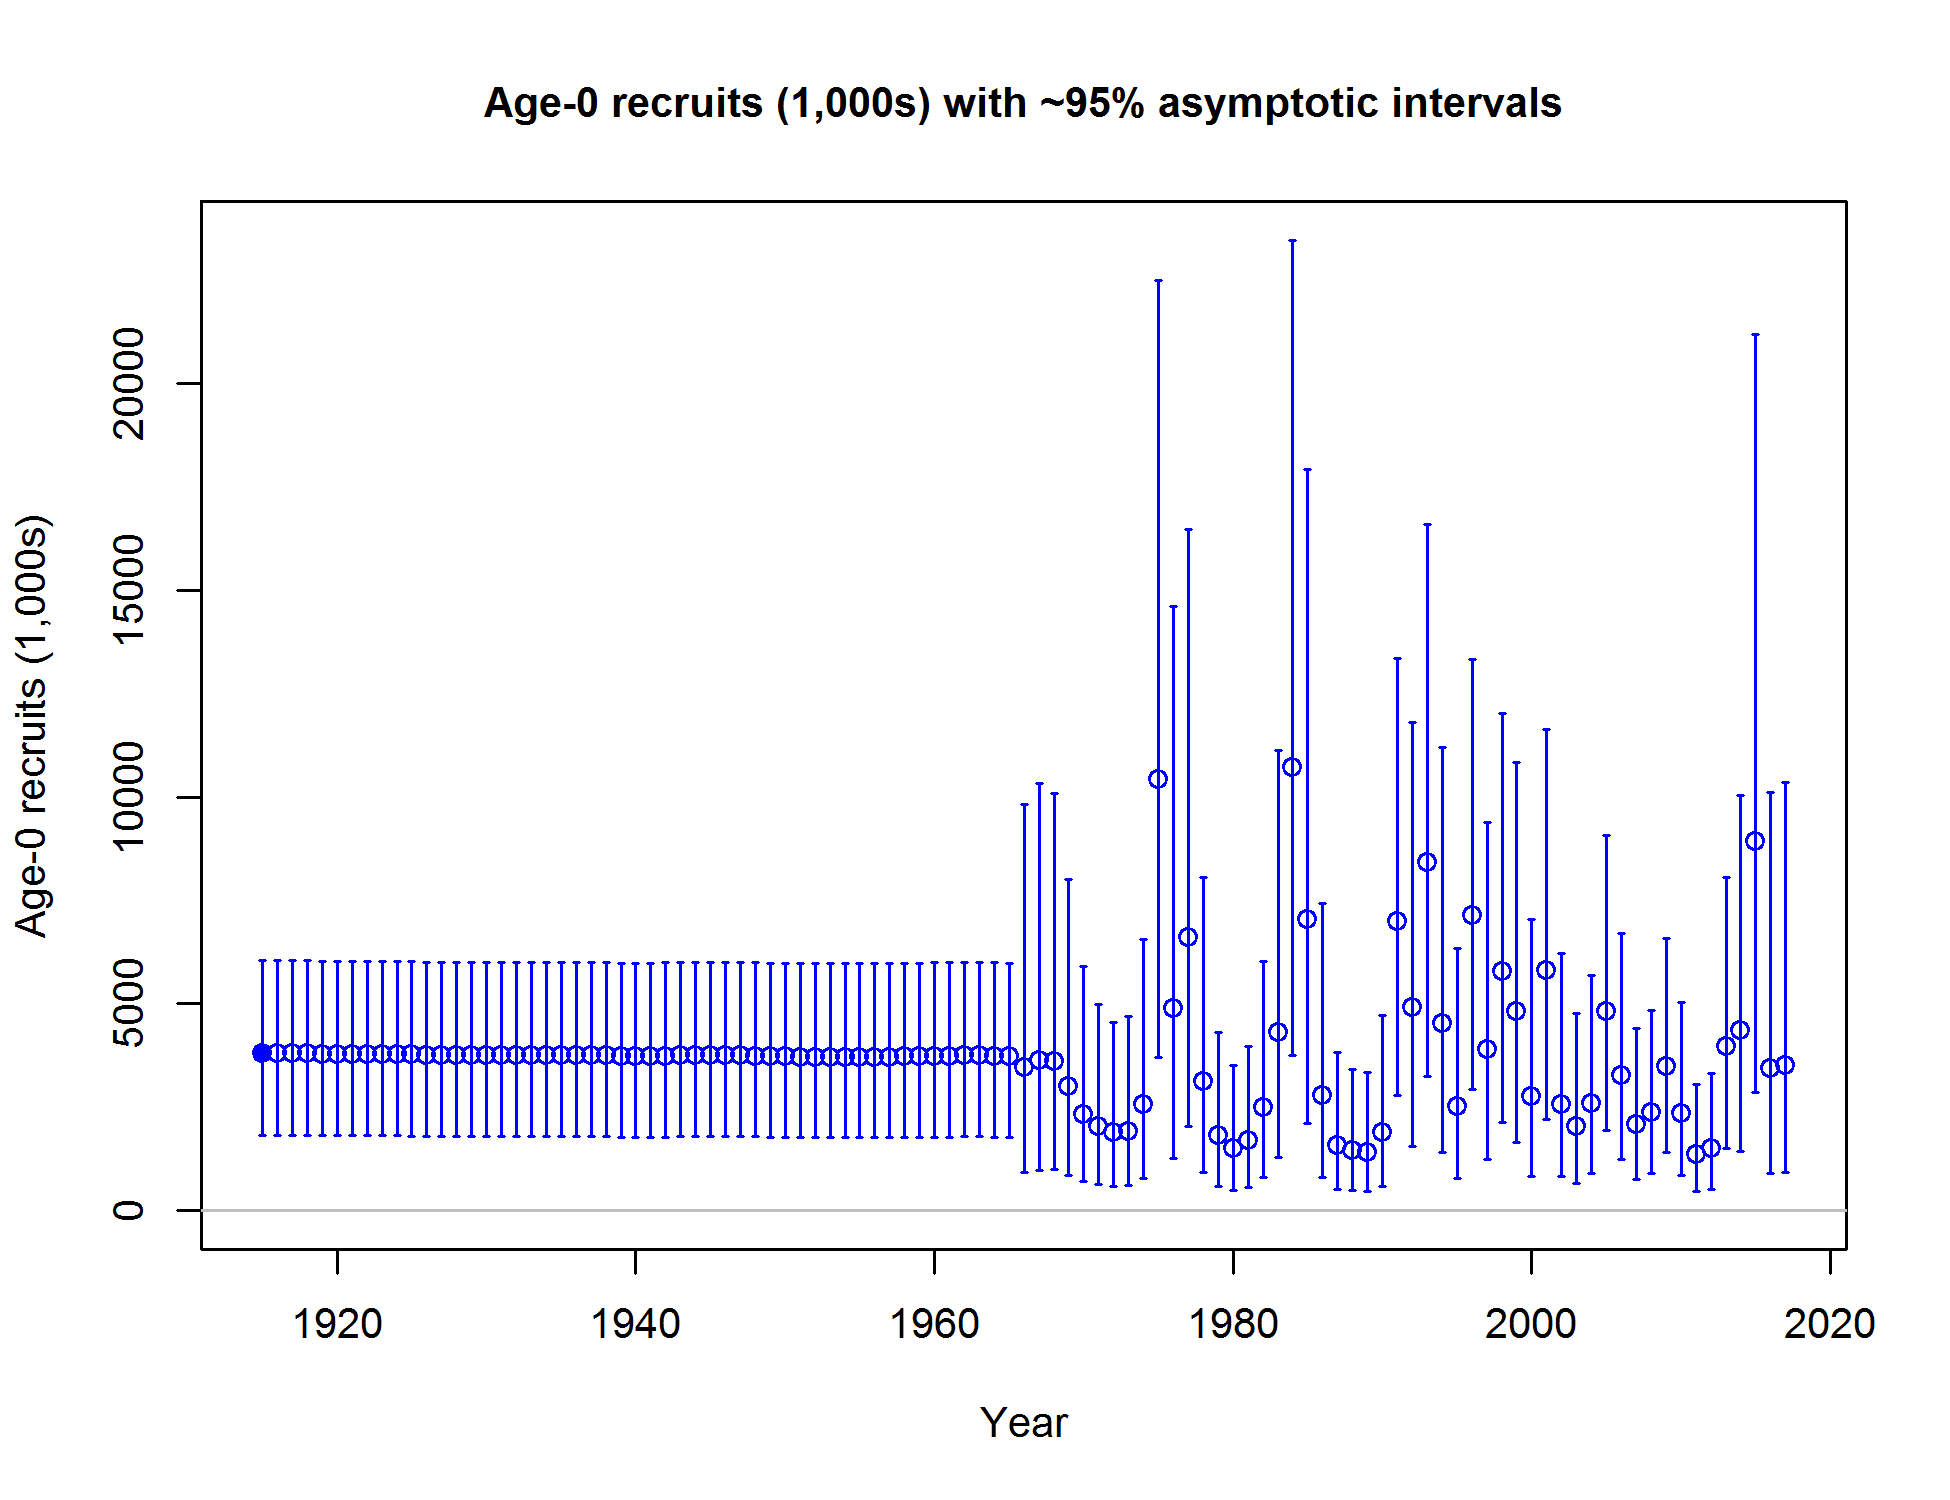 Age-0 recruits (1,000s) with ~95% asymptotic intervals
Age-0 recruits (1,000s)
20000
15000
10000
5000
0
1920 1940 1960 1980 2000 2020
Year